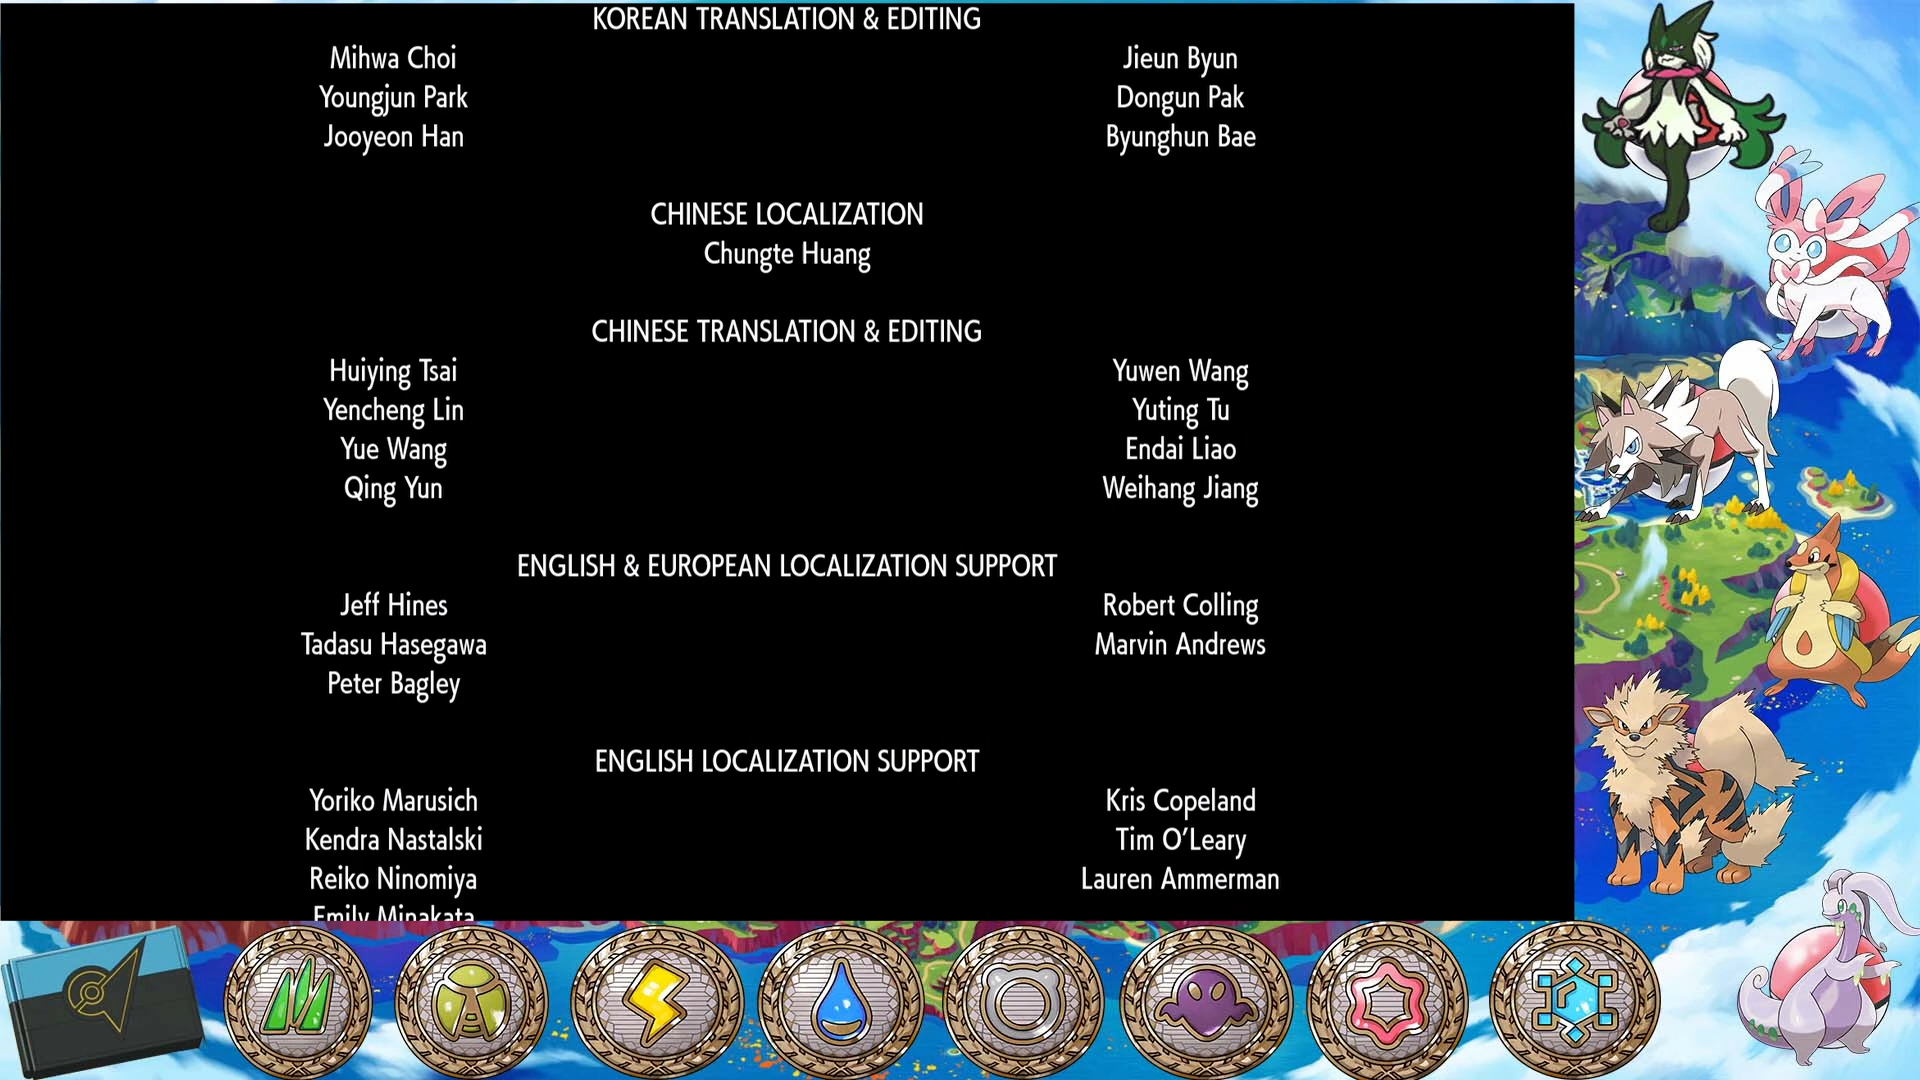 KOREAN TRANSLATION & EDITING
Mihwa Choi Jieun Byun
Youngjun Park Dongun Pak
Jooyeon Han Byunghun Bae
CHINESE LOCALIZATION
Chungte Huang
CHINESE TRANSLATION & EDITING
Huiying Tsai Yuwen Wang
Yencheng Lin Yuting Tu
Yue Wang Endai Liao
Qing Yun Weihang Jiang
ENGLISH & EUROPEAN LOCALIZATION SUPPORT
Jeff Hines Robert Colling
Tadasu Hasegawa Marvin Andrews
Peter Bagley
ENGLISH LOCALIZATION SUPPORT
Yoriko Marusich Kris Copeland
Kendra Nastalski Tim O’Leary
Reiko Ninomiya Lauren Ammerman
Emily Minakata